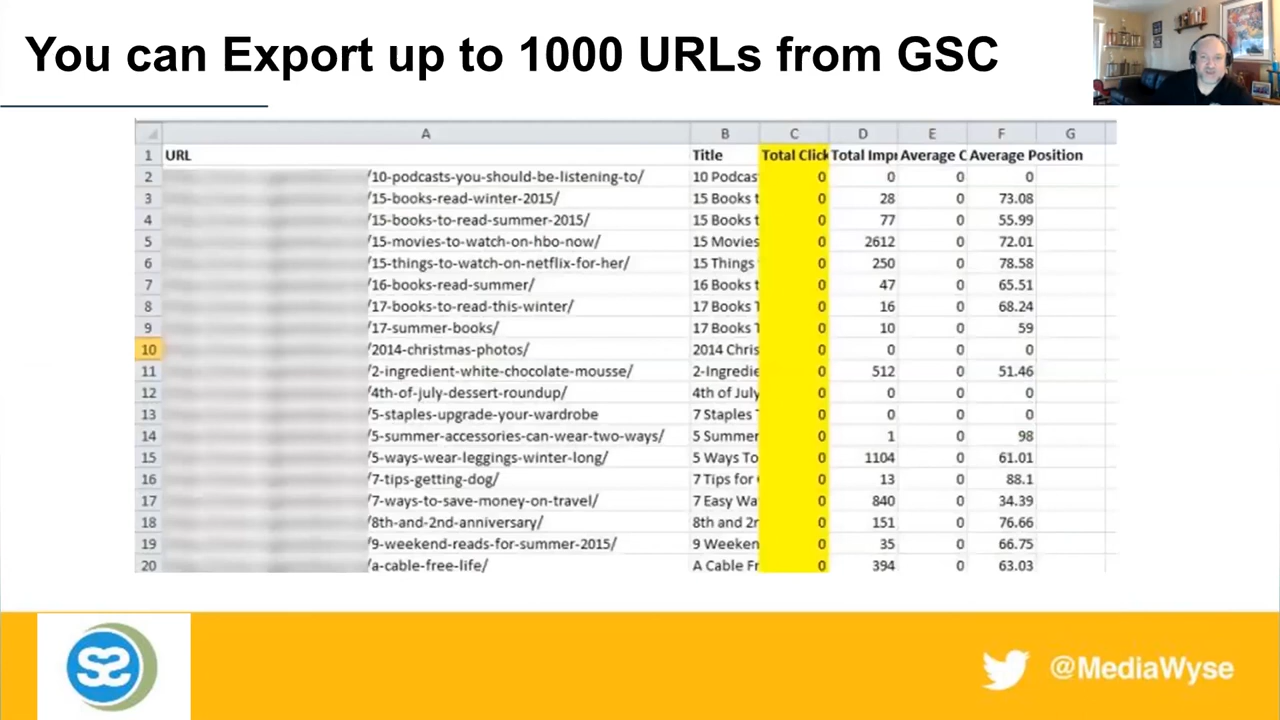 You can Export up to 1000 URLs from GSC
A B C D E F G
1 URL Title Total Click Total Impr Average C Average Position
2 /10-podcasts-you-should-be-listening-to/ 10 Podcas 0 0 0 0
3 /15-books-read-winter-2015/ 15 Books t 0 28 0 73.08
4 /15-books-to-read-summer-2015/ 15 Books t 0 77 0 55.99
5 /15-movies-to-watch-on-hbo-now/ 15 Movies 0 2612 0 72.01
6 /15-things-to-watch-on-netflix-for-her/ 15 Things 0 250 0 78.58
7 /16-books-read-summer/ 16 Books t 0 47 0 65.51
8 /17-books-to-read-this-winter/ 17 Books T 0 16 0 68.24
9 /17-summer-books/ 17 Books T 0 10 0 59
10 /2014-christmas-photos/ 2014 Chris 0 0 0 0
11 /2-ingredient-white-chocolate-mousse/ 2-Ingredie 0 512 0 51.46
12 /4th-of-july-dessert-roundup/ 4th of July 0 0 0 0
13 /5-staples-upgrade-your-wardrobe 7 Staples T 0 0 0 0
14 /5-summer-accessories-can-wear-two-ways/ 5 Summer 0 1 0 98
15 /5-ways-wear-leggings-winter-long/ 5 Ways To 0 1104 0 61.01
16 /7-tips-getting-dog/ 7 Tips for 0 13 0 88.1
17 /7-ways-to-save-money-on-travel/ 7 Easy Wa 0 840 0 34.39
18 /8th-and-2nd-anniversary/ 8th and 2n 0 151 0 76.66
19 /9-weekend-reads-for-summer-2015/ 9 Weeken 0 35 0 66.75
20 /a-cable-free-life/ A Cable Fr 0 394 0 63.03
@MediaWyse